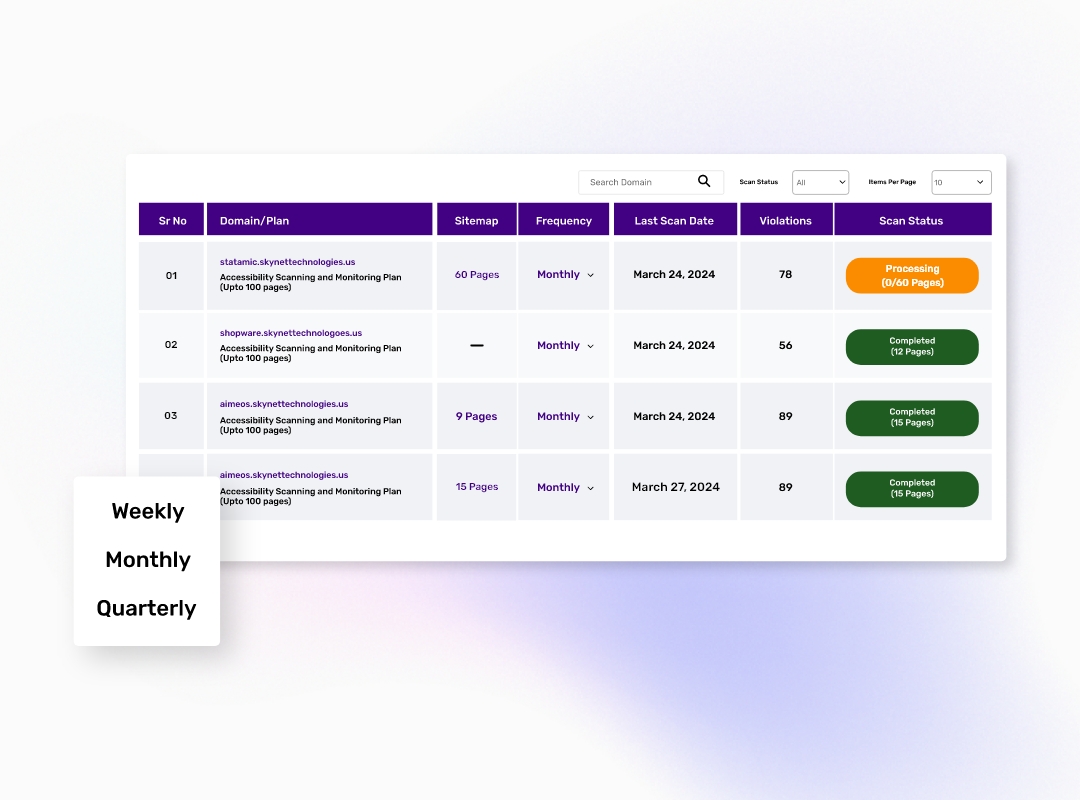 Search Domain Scan Status All Items Per Page 10
Sr No Domain/Plan Sitemap Frequency Last Scan Date Violations Scan Status
01
statamic.skynettechnologies.us
Accessibility Scanning and Monitoring Plan
(Upto 100 pages)
60 Pages
Monthly
March 24, 2024
78
Processing
(0/60 Pages)
02
shopware.skynettechnologoes.us
Accessibility Scanning and Monitoring Plan
(Upto 100 pages)
—
Monthly
March 24, 2024
56
Completed
(12 Pages)
03
aimeos.skynettechnologies.us
Accessibility Scanning and Monitoring Plan
(Upto 100 pages)
9 Pages
Monthly
March 24, 2024
89
Completed
(15 Pages)
aimeos.skynettechnologies.us
Accessibility Scanning and Monitoring Plan
(Upto 100 pages)
15 Pages
Monthly
March 27, 2024
89
Completed
(15 Pages)
Weekly
Monthly
Quarterly